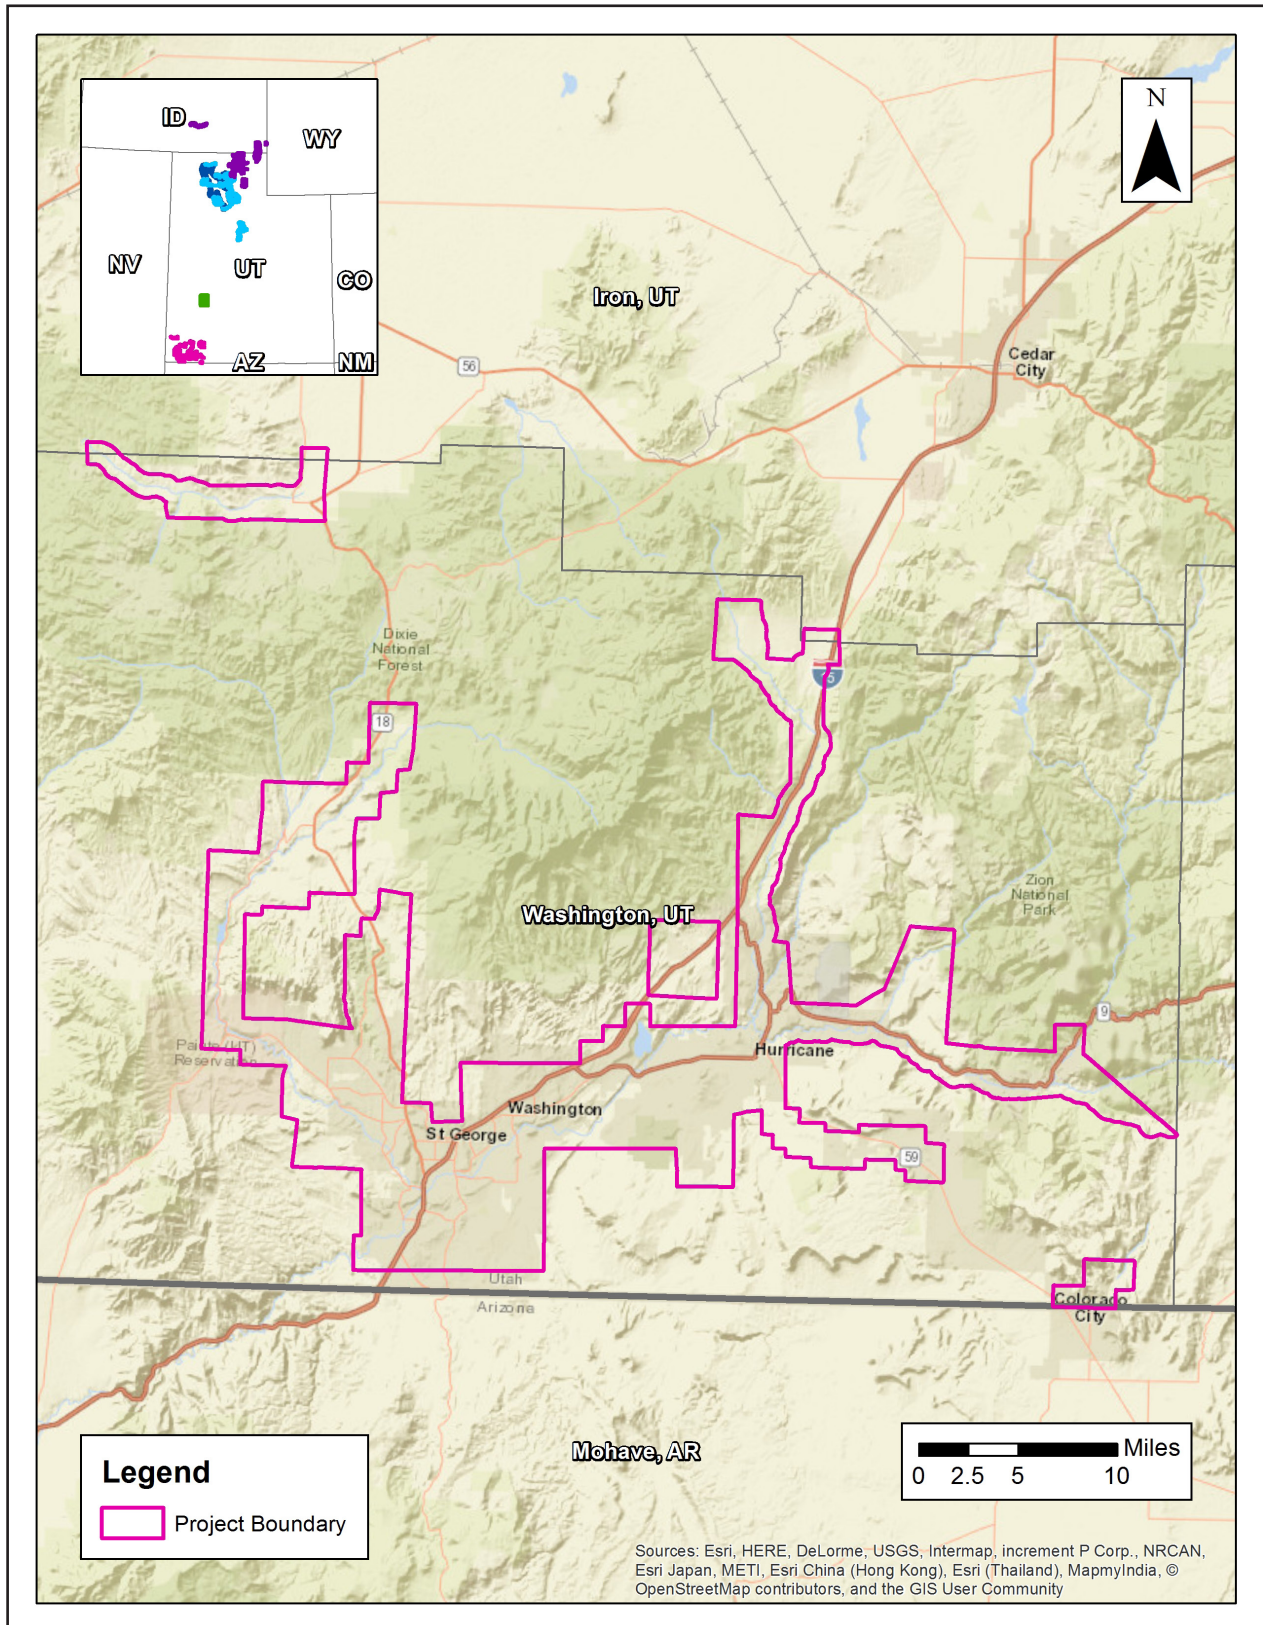 N
ID
WY
NV
UT
CO
AZ
NM
Iron, UT
Cedar
City
56
Dixie
National
Forest
15
18
Zion
National
Park
Washington, UT
9
Paiute (UT)
Reservation
Hurricane
Washington
St George
59
Utah
Arizona
Colorado
City
Mohave, AR
Legend
Project Boundary
Miles
0 2.5 5 10
Sources: Esri, HERE, DeLorme, USGS, Intermap, increment P Corp., NRCAN,
Esri Japan, METI, Esri China (Hong Kong), Esri (Thailand), MapmyIndia, ©
OpenStreetMap contributors, and the GIS User Community